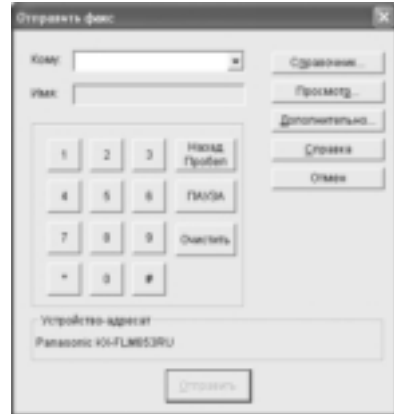 Отправить факс
Кому:
Справочник...
Имя:
Просмотр...
Дополнительно...
1 2 3 Назад Пробел
Справка
4 5 6 ПАУЗА
Отмен
7 8 9 Очистить
* 0 #
Устройство-адресат
Panasonic KX-FLM653RU
Отправить